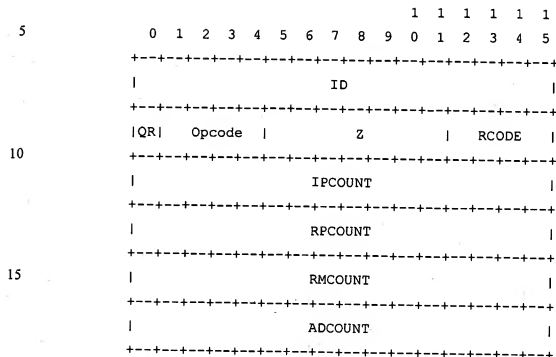 1 1 1 1 1 1
5 0 1 2 3 4 5 6 7 8 9 0 1 2 3 4 5
+--+--+--+--+--+--+--+--+--+--+--+--+--+--+--+--+
| ID |
+--+--+--+--+--+--+--+--+--+--+--+--+--+--+--+--+
|QR| Opcode | Z | RCODE |
10 +--+--+--+--+--+--+--+--+--+--+--+--+--+--+--+--+
| IPCOUNT |
+--+--+--+--+--+--+--+--+--+--+--+--+--+--+--+--+
| RPCOUNT |
+--+--+--+--+--+--+--+--+--+--+--+--+--+--+--+--+
15 | RMCOUNT |
+--+--+--+--+--+--+--+--+--+--+--+--+--+--+--+--+
| ADCOUNT |
+--+--+--+--+--+--+--+--+--+--+--+--+--+--+--+--+